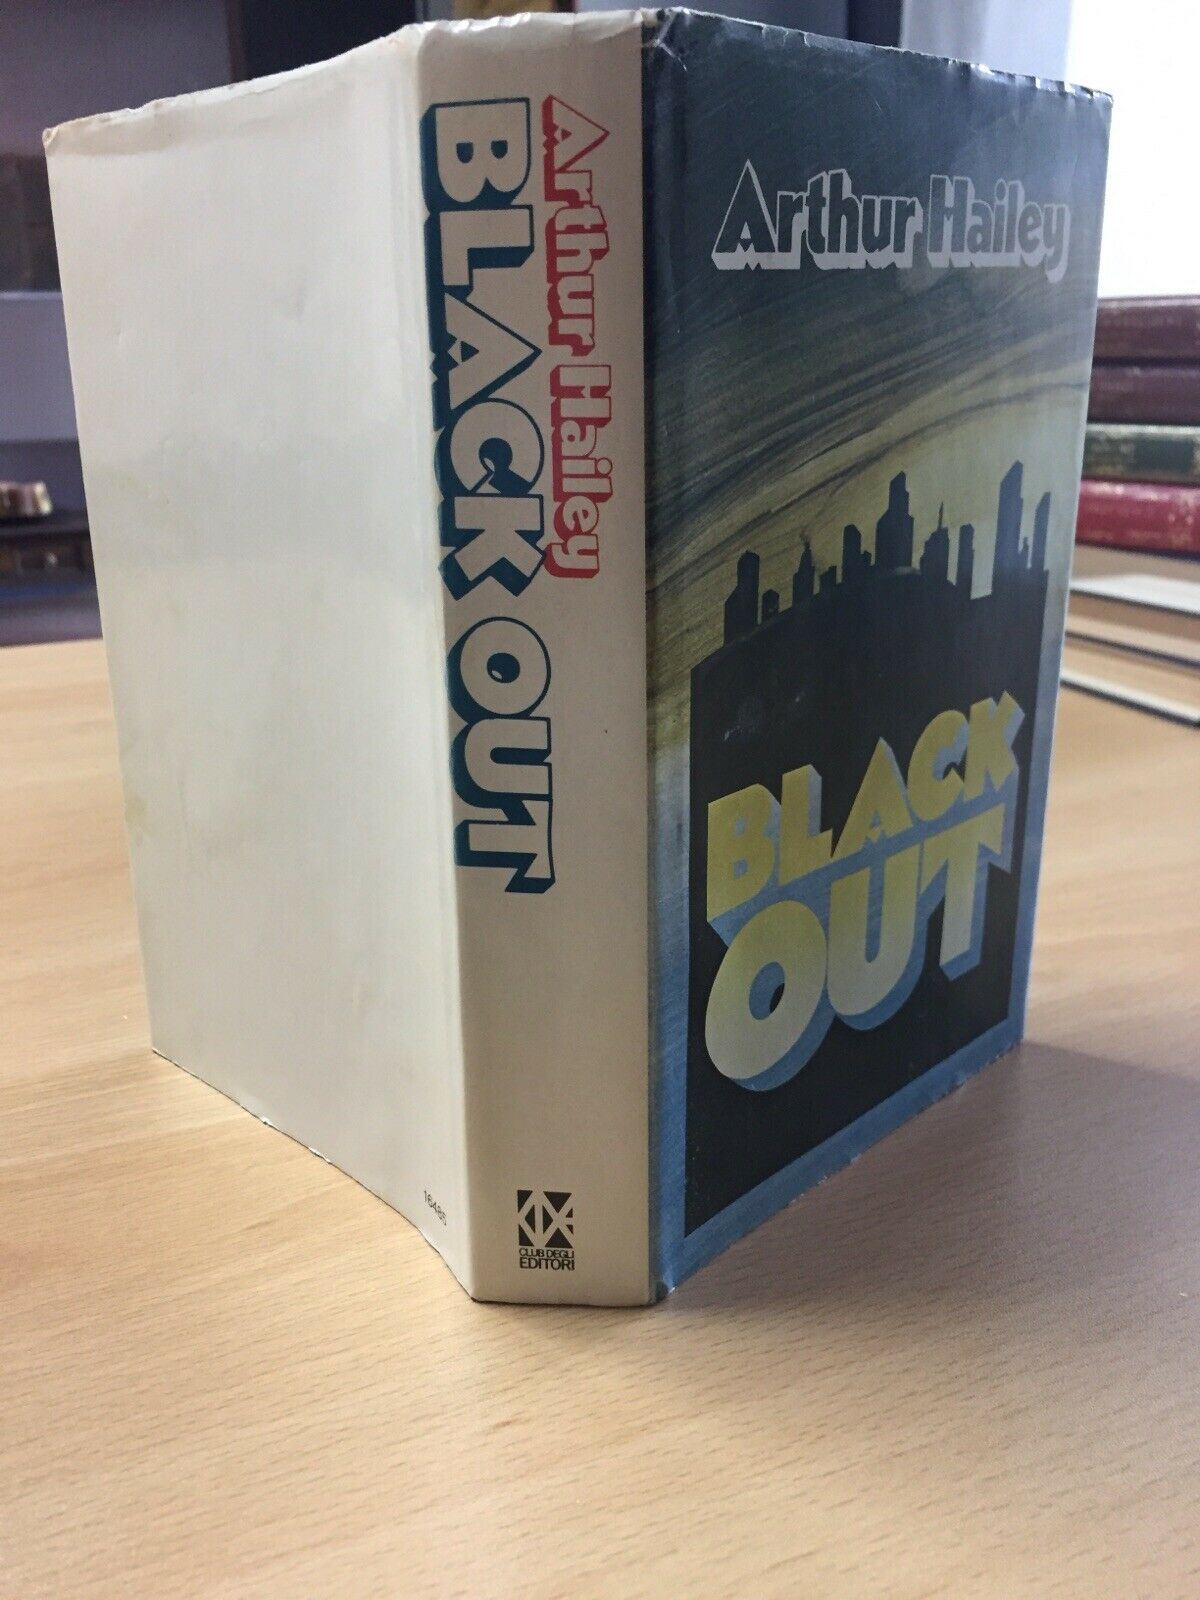 Arthur Hailey
BLACK OUT
16485
CLUB DEGLI
EDITORI
Arthur Hailey
BLACK
OUT